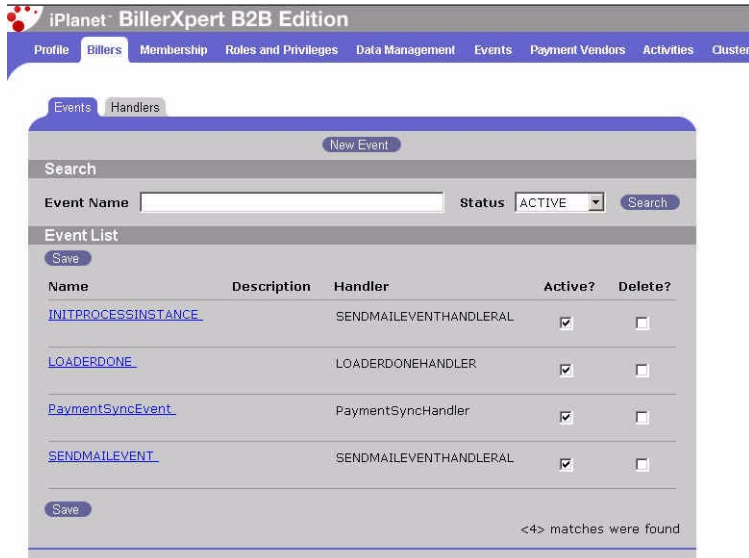 iPlanet™ BillerXpert B2B Edition
Profile Billers Membership Roles and Privileges Data Management Events Payment Vendors Activities Cluster
Events Handlers
New Event
Search
Event Name Status ACTIVE Search
Event List
Save
Name Description Handler Active? Delete?
INITPROCESSINSTANCE SENDMAILEVENTHANDLERAL
LOADERDONE LOADERDONEHANDLER
PaymentSyncEvent PaymentSyncHandler
SENDMAILEVENT SENDMAILEVENTHANDLERAL
Save
<4> matches were found